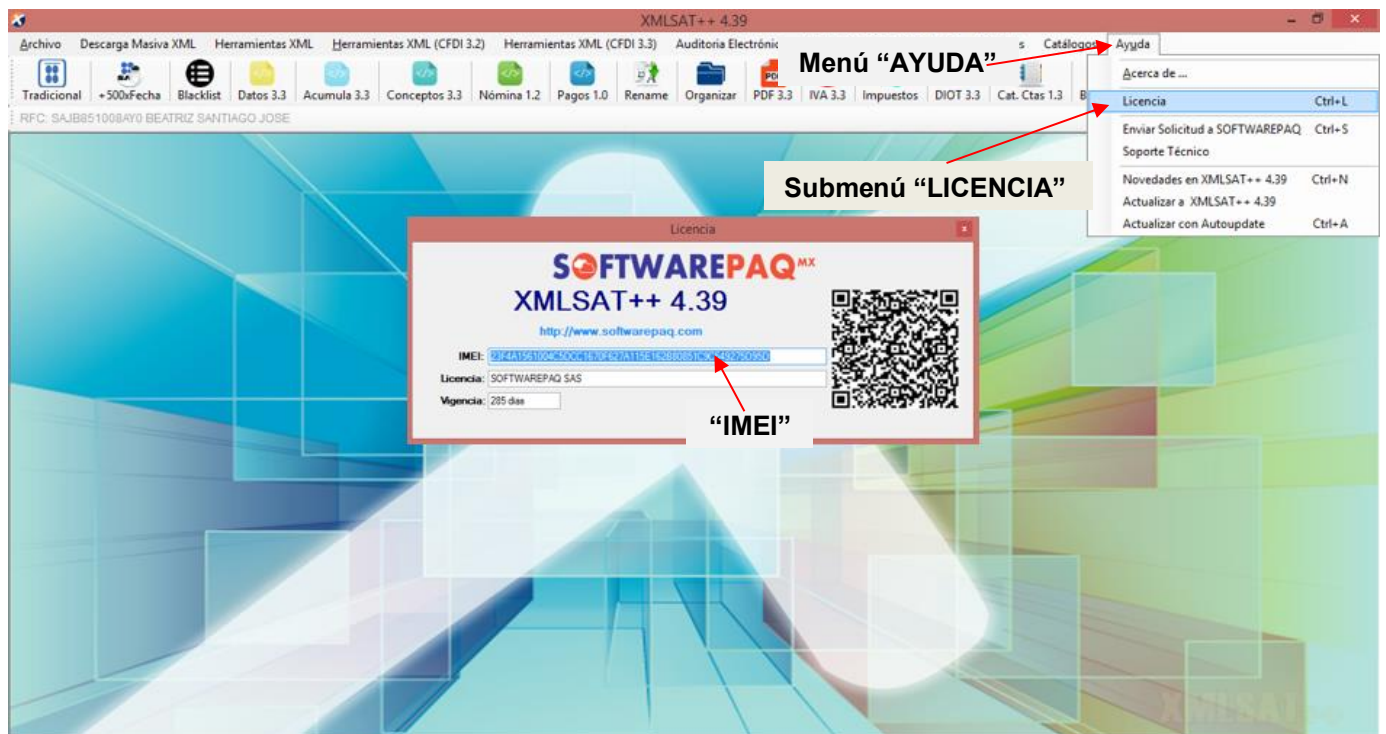 XMLSAT++ 4.39
Archivo Descarga Masiva XML Herramientas XML Herramientas XML (CFDI 3.2) Herramientas XML (CFDI 3.3) Auditoria Catálogos Ayuda
Menú “AYUDA”
Tradicional +500xFecha Blacklist Datos 3.3 Acumula 3.3 Conceptos 3.3 Nómina 1.2 Pagos 1.0 Rename Organizar PDF 3.3 IVA 3.3 Impuestos DIOT 3.3 Cat. Ctas 1.3
RFC: SAJB851008AY0 BEATRIZ SANTIAGO JOSE
Acerca de ...
Licencia Ctrl+L
Enviar Solicitud a SOFTWAREPAQ Ctrl+S
Soporte Técnico
Novedades en XMLSAT++ 4.39 Ctrl+N
Actualizar a XMLSAT++ 4.39
Actualizar con Autoupdate Ctrl+A
Submenú “LICENCIA”
Licencia
SOFTWAREPAQ MX
XMLSAT++ 4.39
http://www.softwarepaq.com
IMEI:
Licencia: SOFTWAREPAQ SAS
Vigencia: 285 dias
“IMEI”
XMLSAT